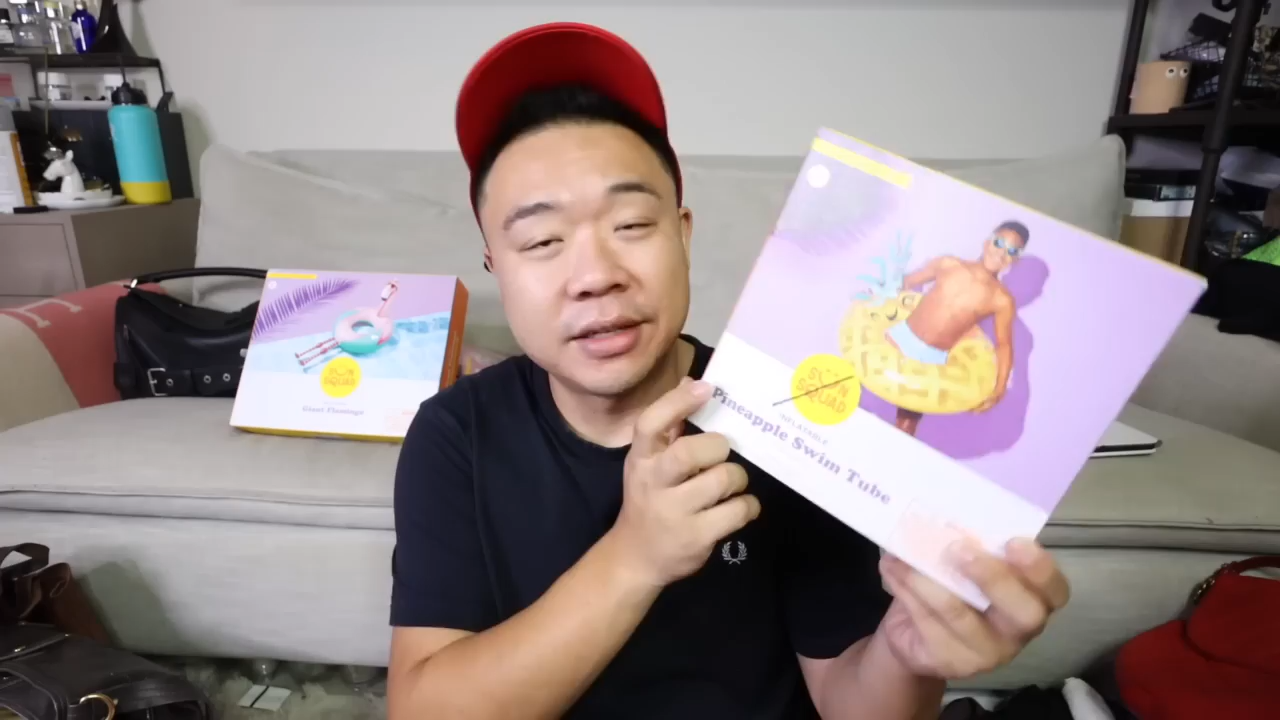 SUN
SQUAD
Giant Flamingo
SUN
SQUAD
INFLATABLE
Pineapple Swim Tube